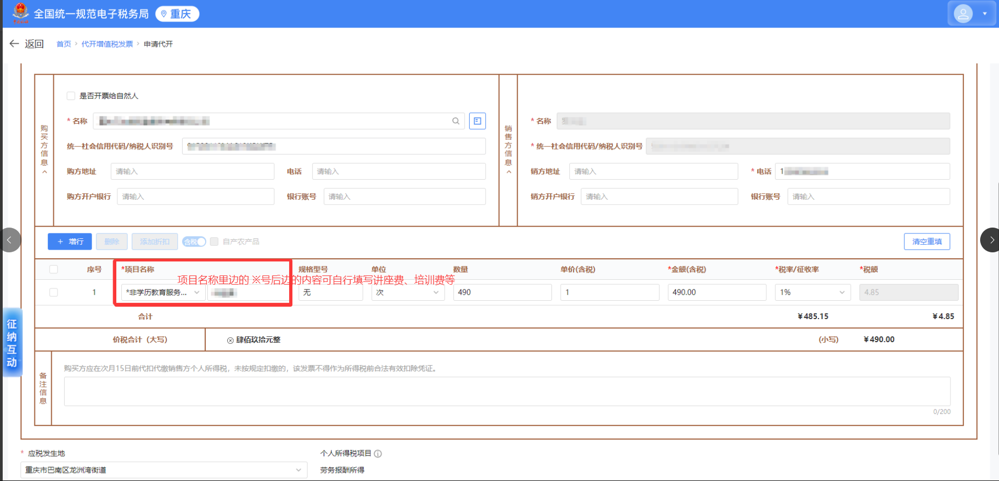 全国统一规范电子税务局 重庆
返回 首页 > 代开增值税发票 > 申请代开
购买方信息
是否开票给自然人
* 名称
统一社会信用代码/纳税人识别号
购方地址 请输入 电话 请输入
购方开户银行 请输入 银行账号 请输入
销售方信息
* 名称
* 统一社会信用代码/纳税人识别号
销方地址 请输入 * 电话 1
销方开户银行 请输入 银行账号 请输入
+ 增行 删除 添加折扣 含税 自产农产品 清空重填
序号 *项目名称 规格型号 单位 数量 单价(含税) *金额(含税) *税率/征收率 *税额
项目名称里边的 ※号后边的内容可自行填写讲座费、培训费等
1 *非学历教育服务... 无 次 490 1 490.00 1% 4.85
合计 ¥485.15 ¥4.85
价税合计（大写） ⊗ 肆佰玖拾元整 (小写) ¥490.00
备注信息
购买方应在次月15日前代扣代缴销售方个人所得税，未按规定扣缴的，该发票不得作为所得税前合法有效扣除凭证。
0/200
征纳互动
* 应税发生地 个人所得税项目
重庆市巴南区龙洲湾街道 劳务报酬所得